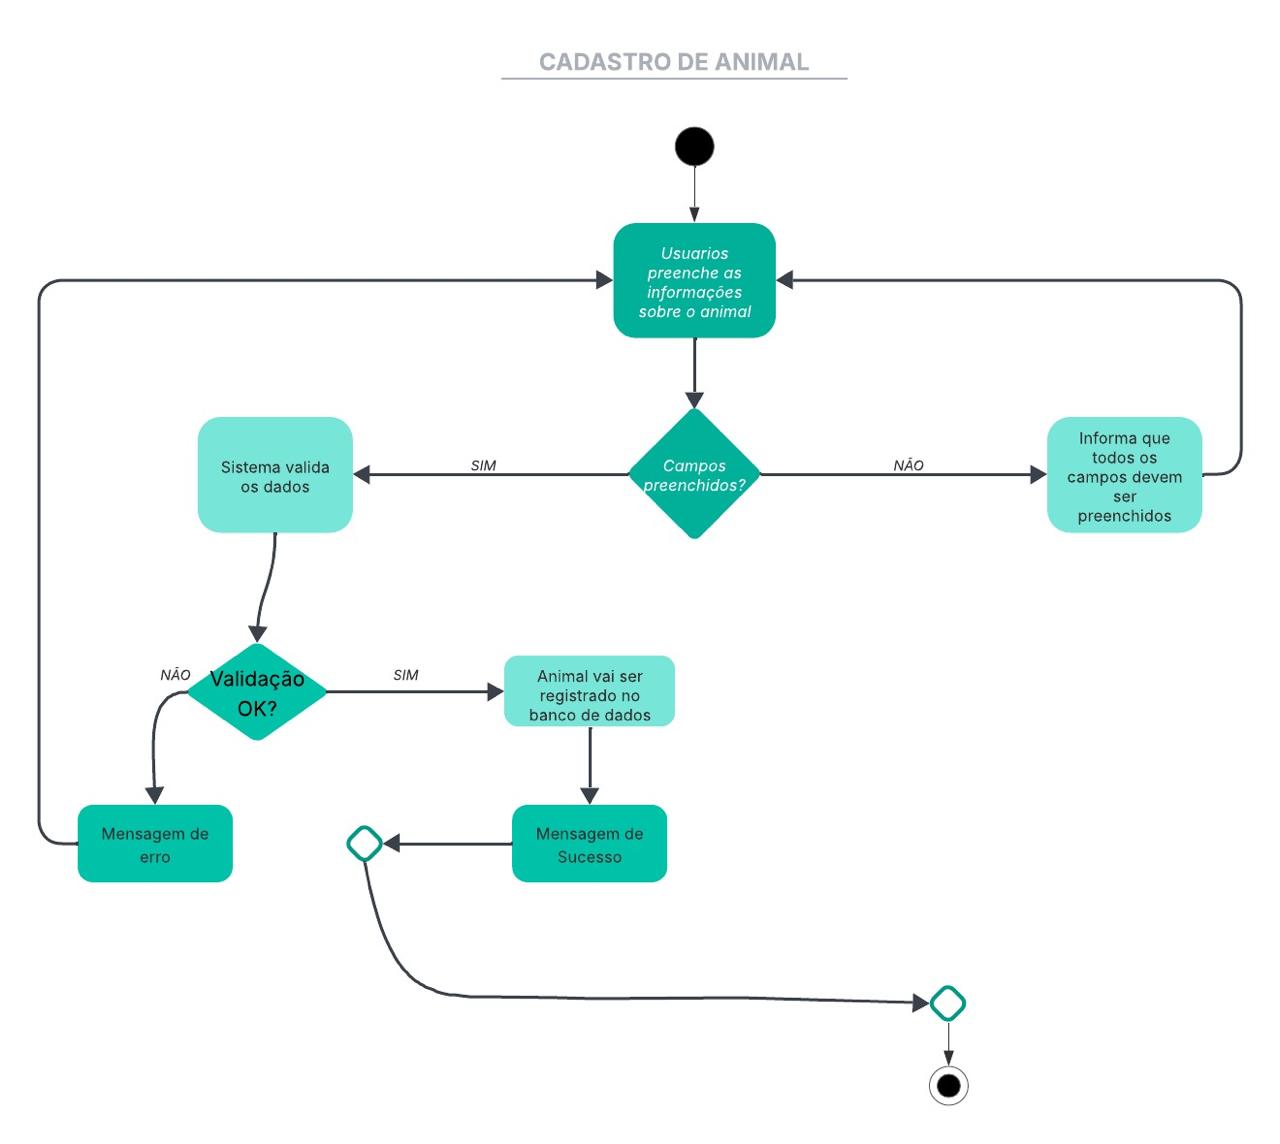 CADASTRO DE ANIMAL
Usuarios
preenche as
informações
sobre o animal
Sistema valida
os dados
SIM
Campos
preenchidos?
NÃO
Informa que
todos os
campos devem
ser
preenchidos
NÃO
Validação
OK?
SIM
Animal vai ser
registrado no
banco de dados
Mensagem de
erro
Mensagem de
Sucesso